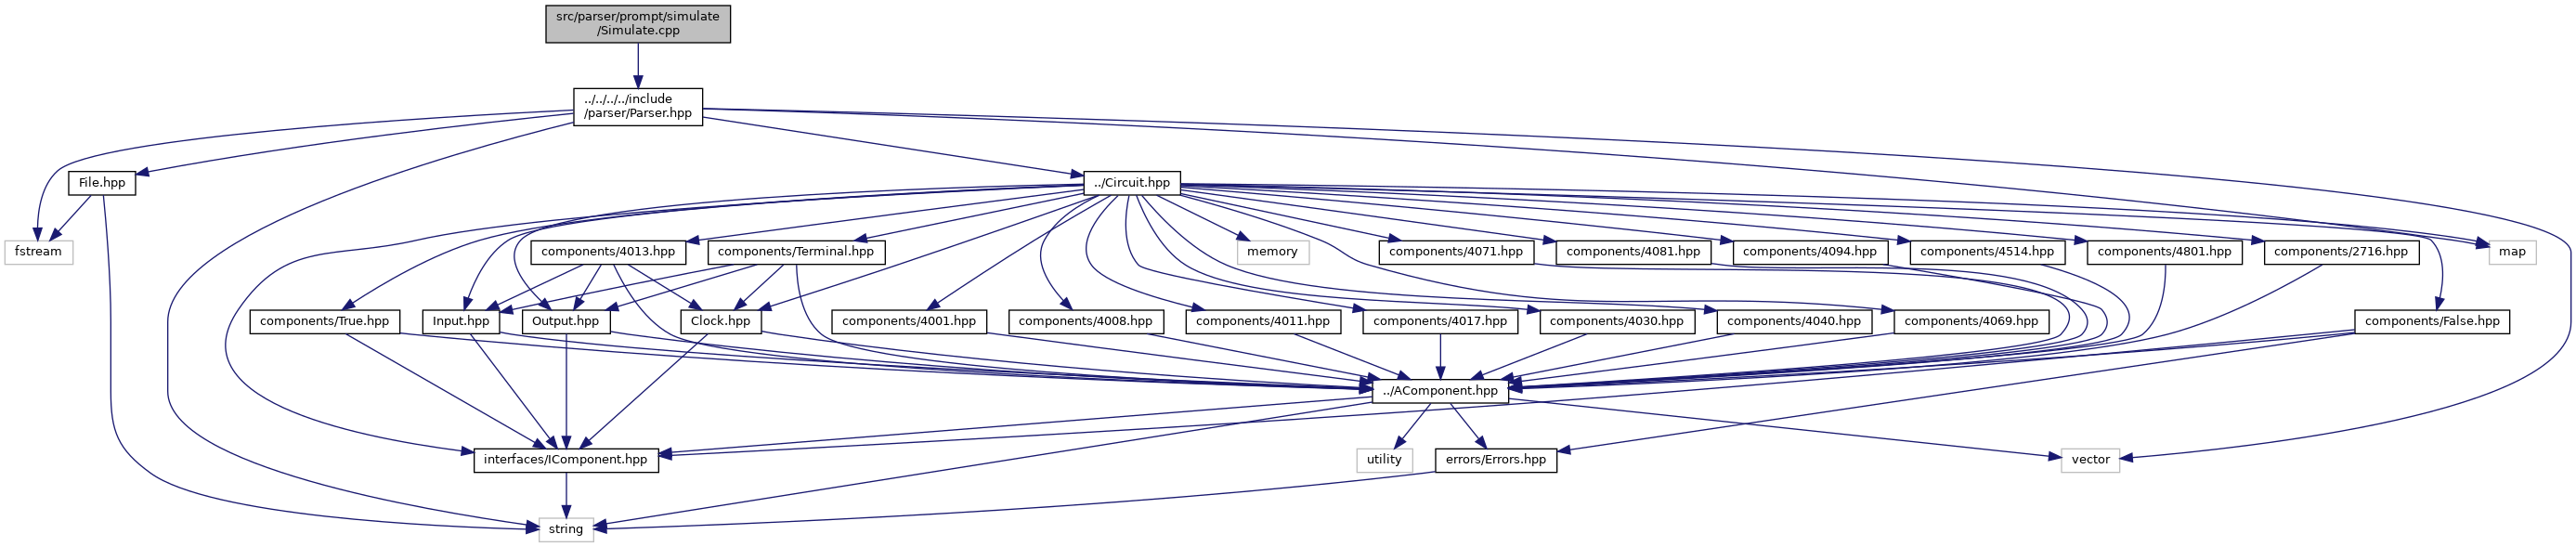 src/parser/prompt/simulate
/Simulate.cpp
../../../../include
/parser/Parser.hpp
File.hpp
../Circuit.hpp
fstream
components/4013.hpp
components/Terminal.hpp
memory
components/4071.hpp
components/4081.hpp
components/4094.hpp
components/4514.hpp
components/4801.hpp
components/2716.hpp
map
components/True.hpp
Input.hpp
Output.hpp
Clock.hpp
components/4001.hpp
components/4008.hpp
components/4011.hpp
components/4017.hpp
components/4030.hpp
components/4040.hpp
components/4069.hpp
components/False.hpp
../AComponent.hpp
interfaces/IComponent.hpp
utility
errors/Errors.hpp
vector
string